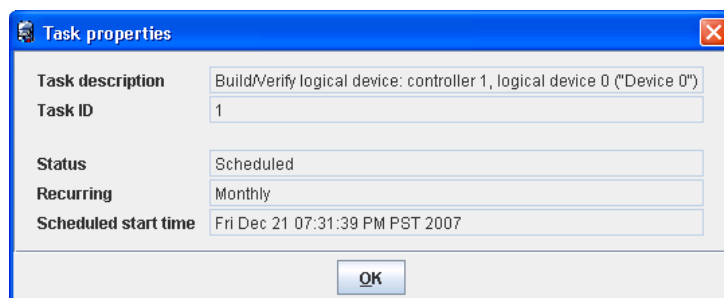 Task properties
Task description Build/Verify logical device: controller 1, logical device 0 ("Device 0")
Task ID 1
Status Scheduled
Recurring Monthly
Scheduled start time Fri Dec 21 07:31:39 PM PST 2007
OK